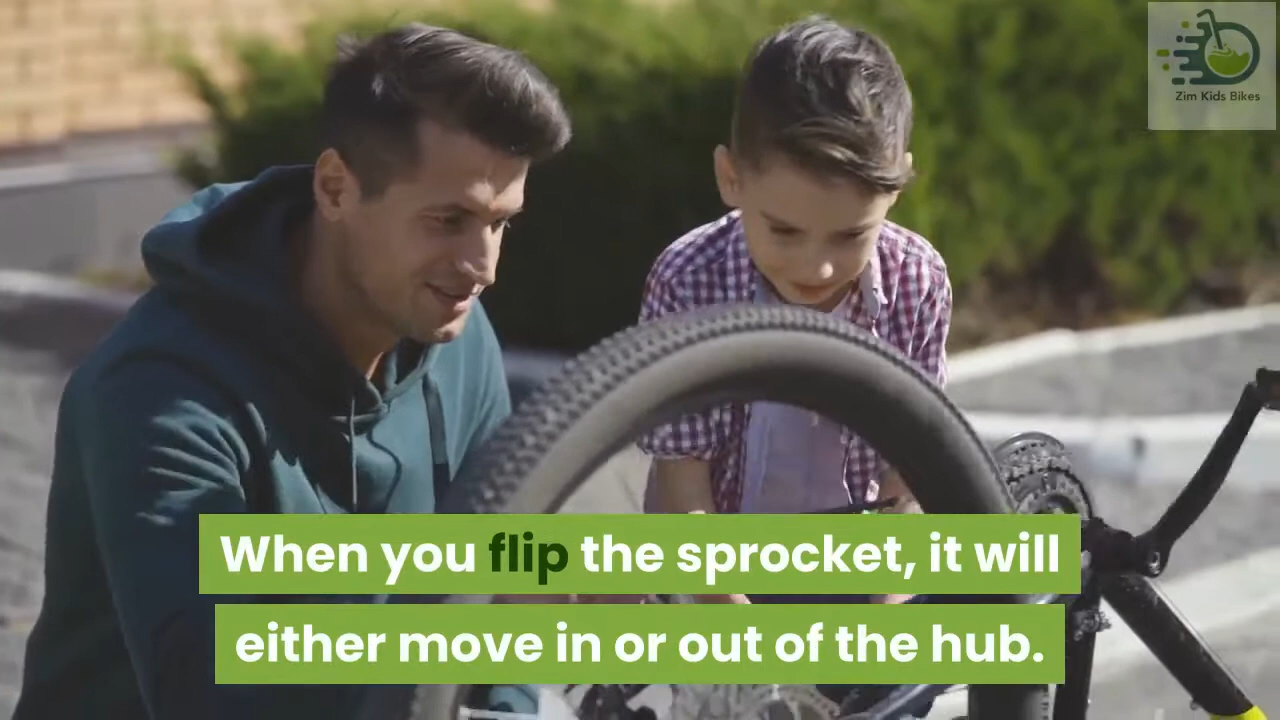 Zim Kids Bikes
When you flip the sprocket, it will
either move in or out of the hub.